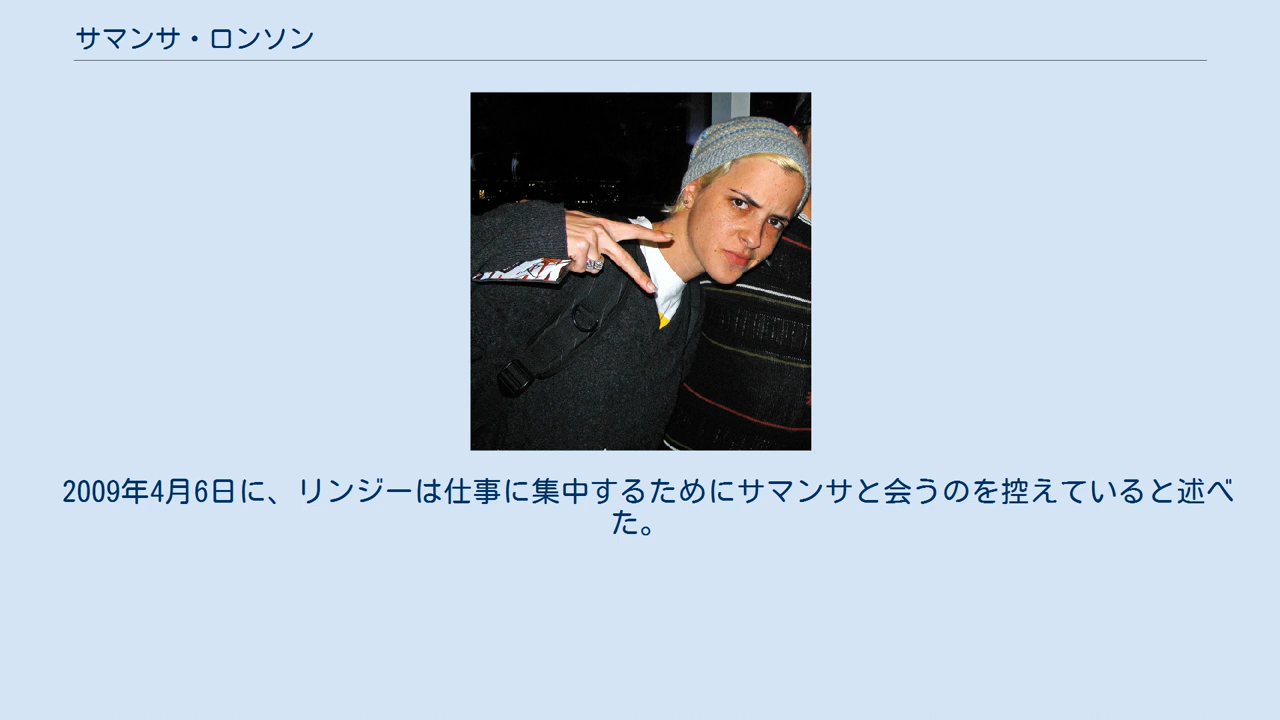 サマンサ・ロンソン
2009年4月6日に、リンジーは仕事に集中するためにサマンサと会うのを控えていると述べ
た。